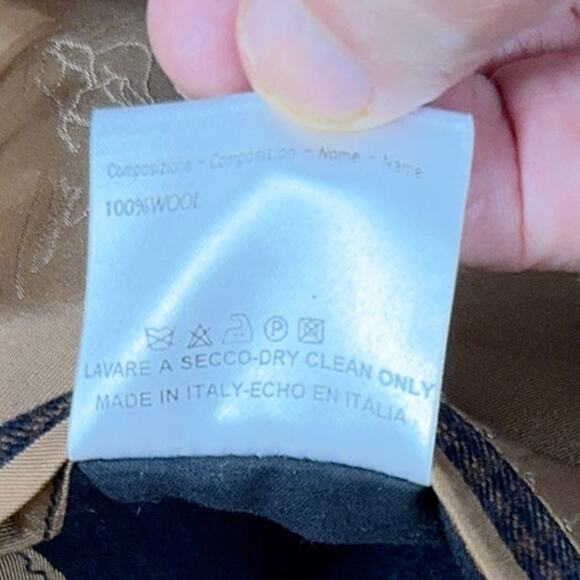 Composizione - Composition - Nome - Name
100%WOOL
P
LAVARE A SECCO-DRY CLEAN ONLY
MADE IN ITALY-ECHO EN ITALIA